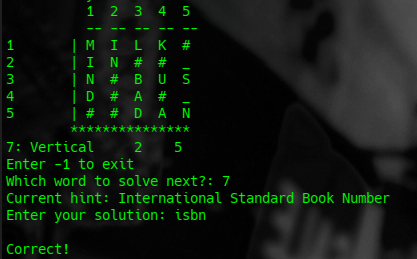 1 2 3 4 5
-- -- -- -- --
1 | M I L K #
2 | I N # # _
3 | N # B U S
4 | D # A # _
5 | # # D A N
***************
7: Vertical 2 5
Enter -1 to exit
Which word to solve next?: 7
Current hint: International Standard Book Number
Enter your solution: isbn
Correct!